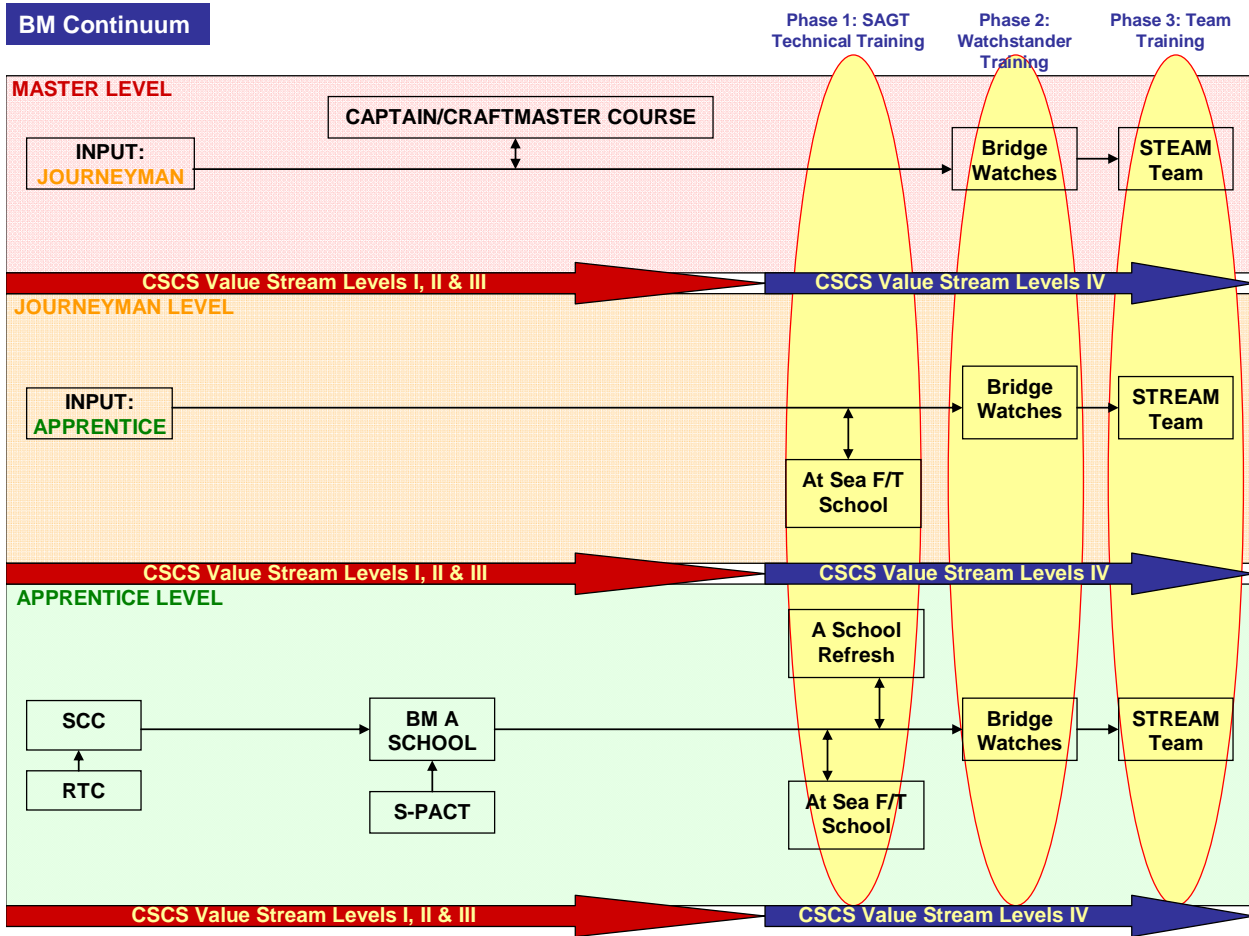 BM Continuum
Phase 1: SAGT
Technical Training
Phase 2:
Watchstander
Training
Phase 3: Team
Training
MASTER LEVEL
CAPTAIN/CRAFTMASTER COURSE
INPUT:
JOURNEYMAN
Bridge
Watches
STEAM
Team
CSCS Value Stream Levels I, II & III
CSCS Value Stream Levels IV
JOURNEYMAN LEVEL
INPUT:
APPRENTICE
Bridge
Watches
STREAM
Team
At Sea F/T
School
CSCS Value Stream Levels I, II & III
CSCS Value Stream Levels IV
APPRENTICE LEVEL
A School
Refresh
SCC
BM A
SCHOOL
Bridge
Watches
STREAM
Team
RTC
S-PACT
At Sea F/T
School
CSCS Value Stream Levels I, II & III
CSCS Value Stream Levels IV